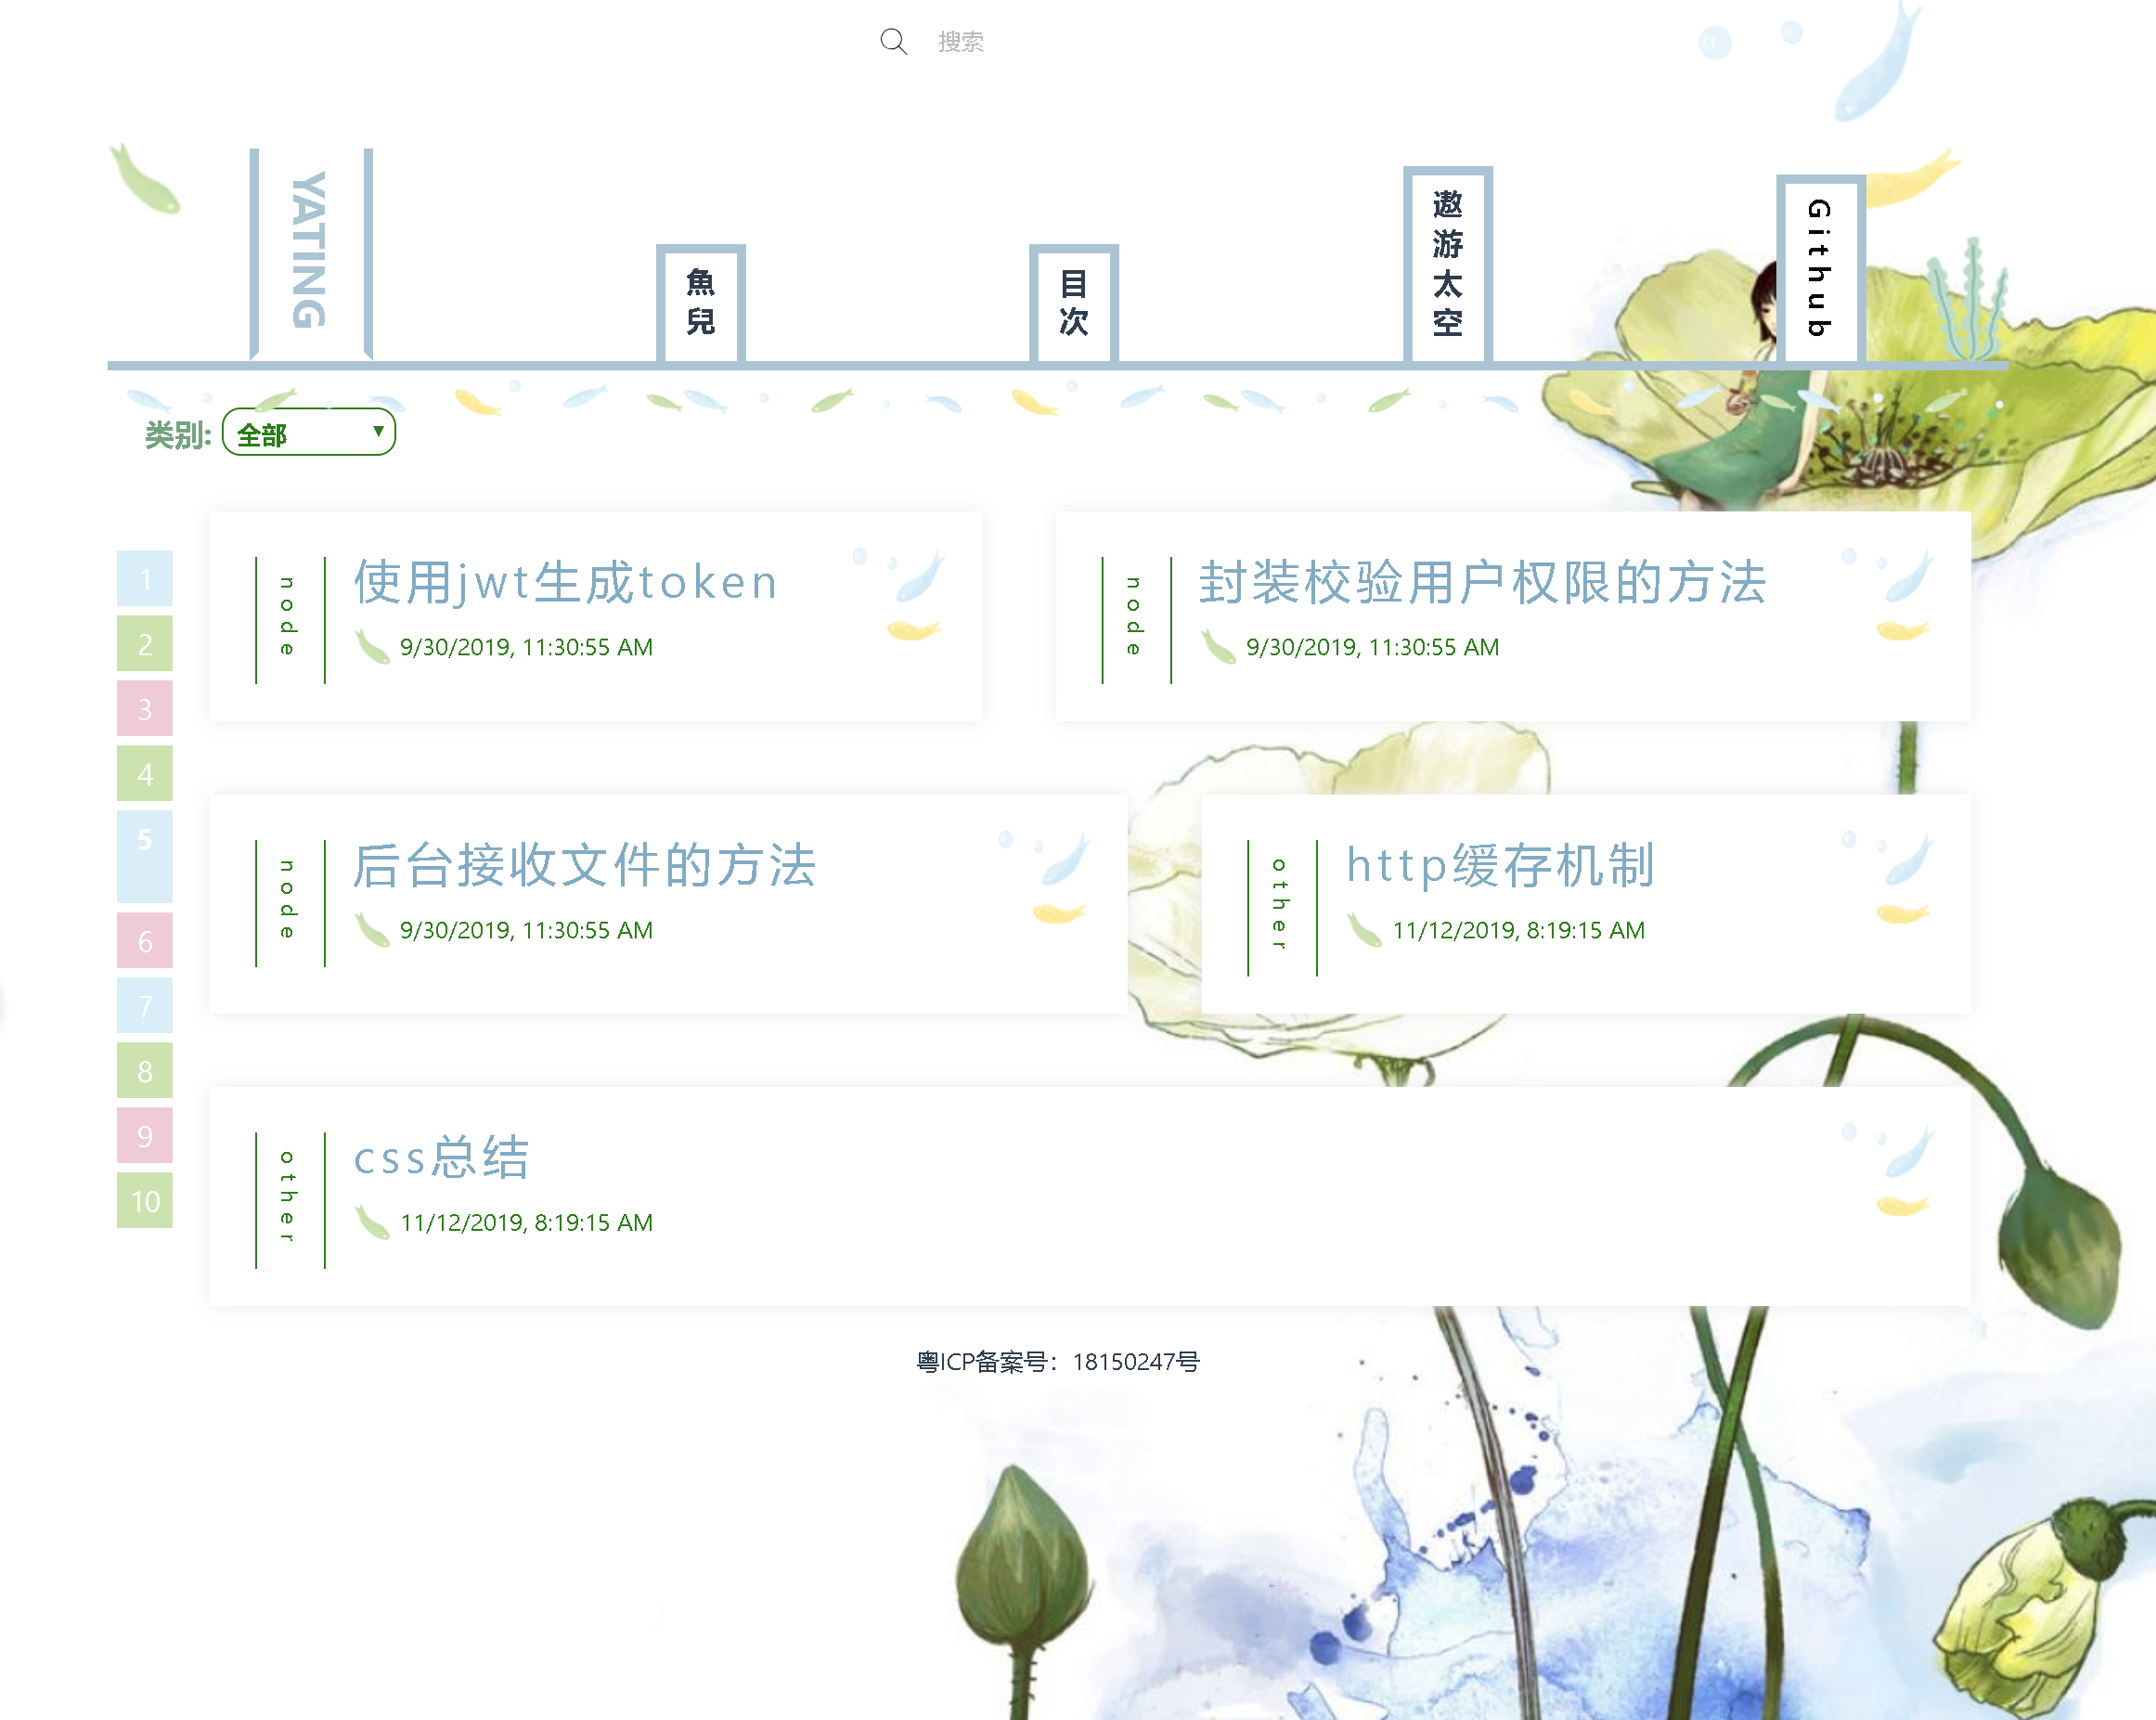 搜索
YATING
魚兒
目次
遨游太空
Github
类别: 全部
1
2
3
4
5
6
7
8
9
10
node
使用jwt生成token
9/30/2019, 11:30:55 AM
node
封装校验用户权限的方法
9/30/2019, 11:30:55 AM
node
后台接收文件的方法
9/30/2019, 11:30:55 AM
other
http缓存机制
11/12/2019, 8:19:15 AM
other
css总结
11/12/2019, 8:19:15 AM
粤ICP备案号：18150247号